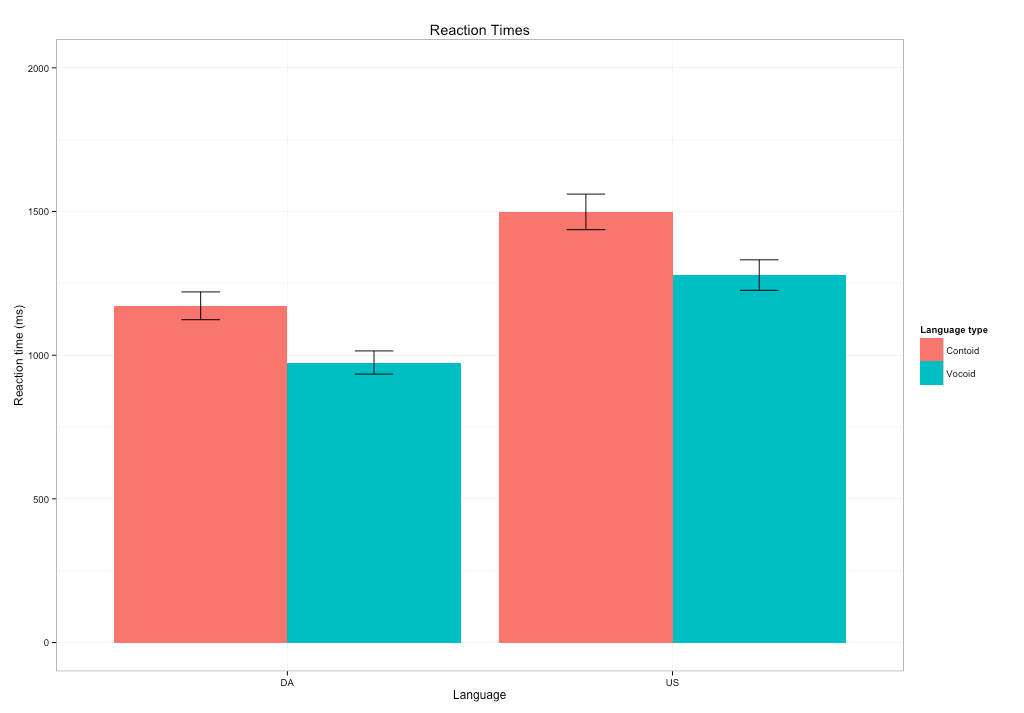 Reaction Times
2000
1500
1000
500
0
Reaction time (ms)
DA
US
Language
Language type
Contoid
Vocoid